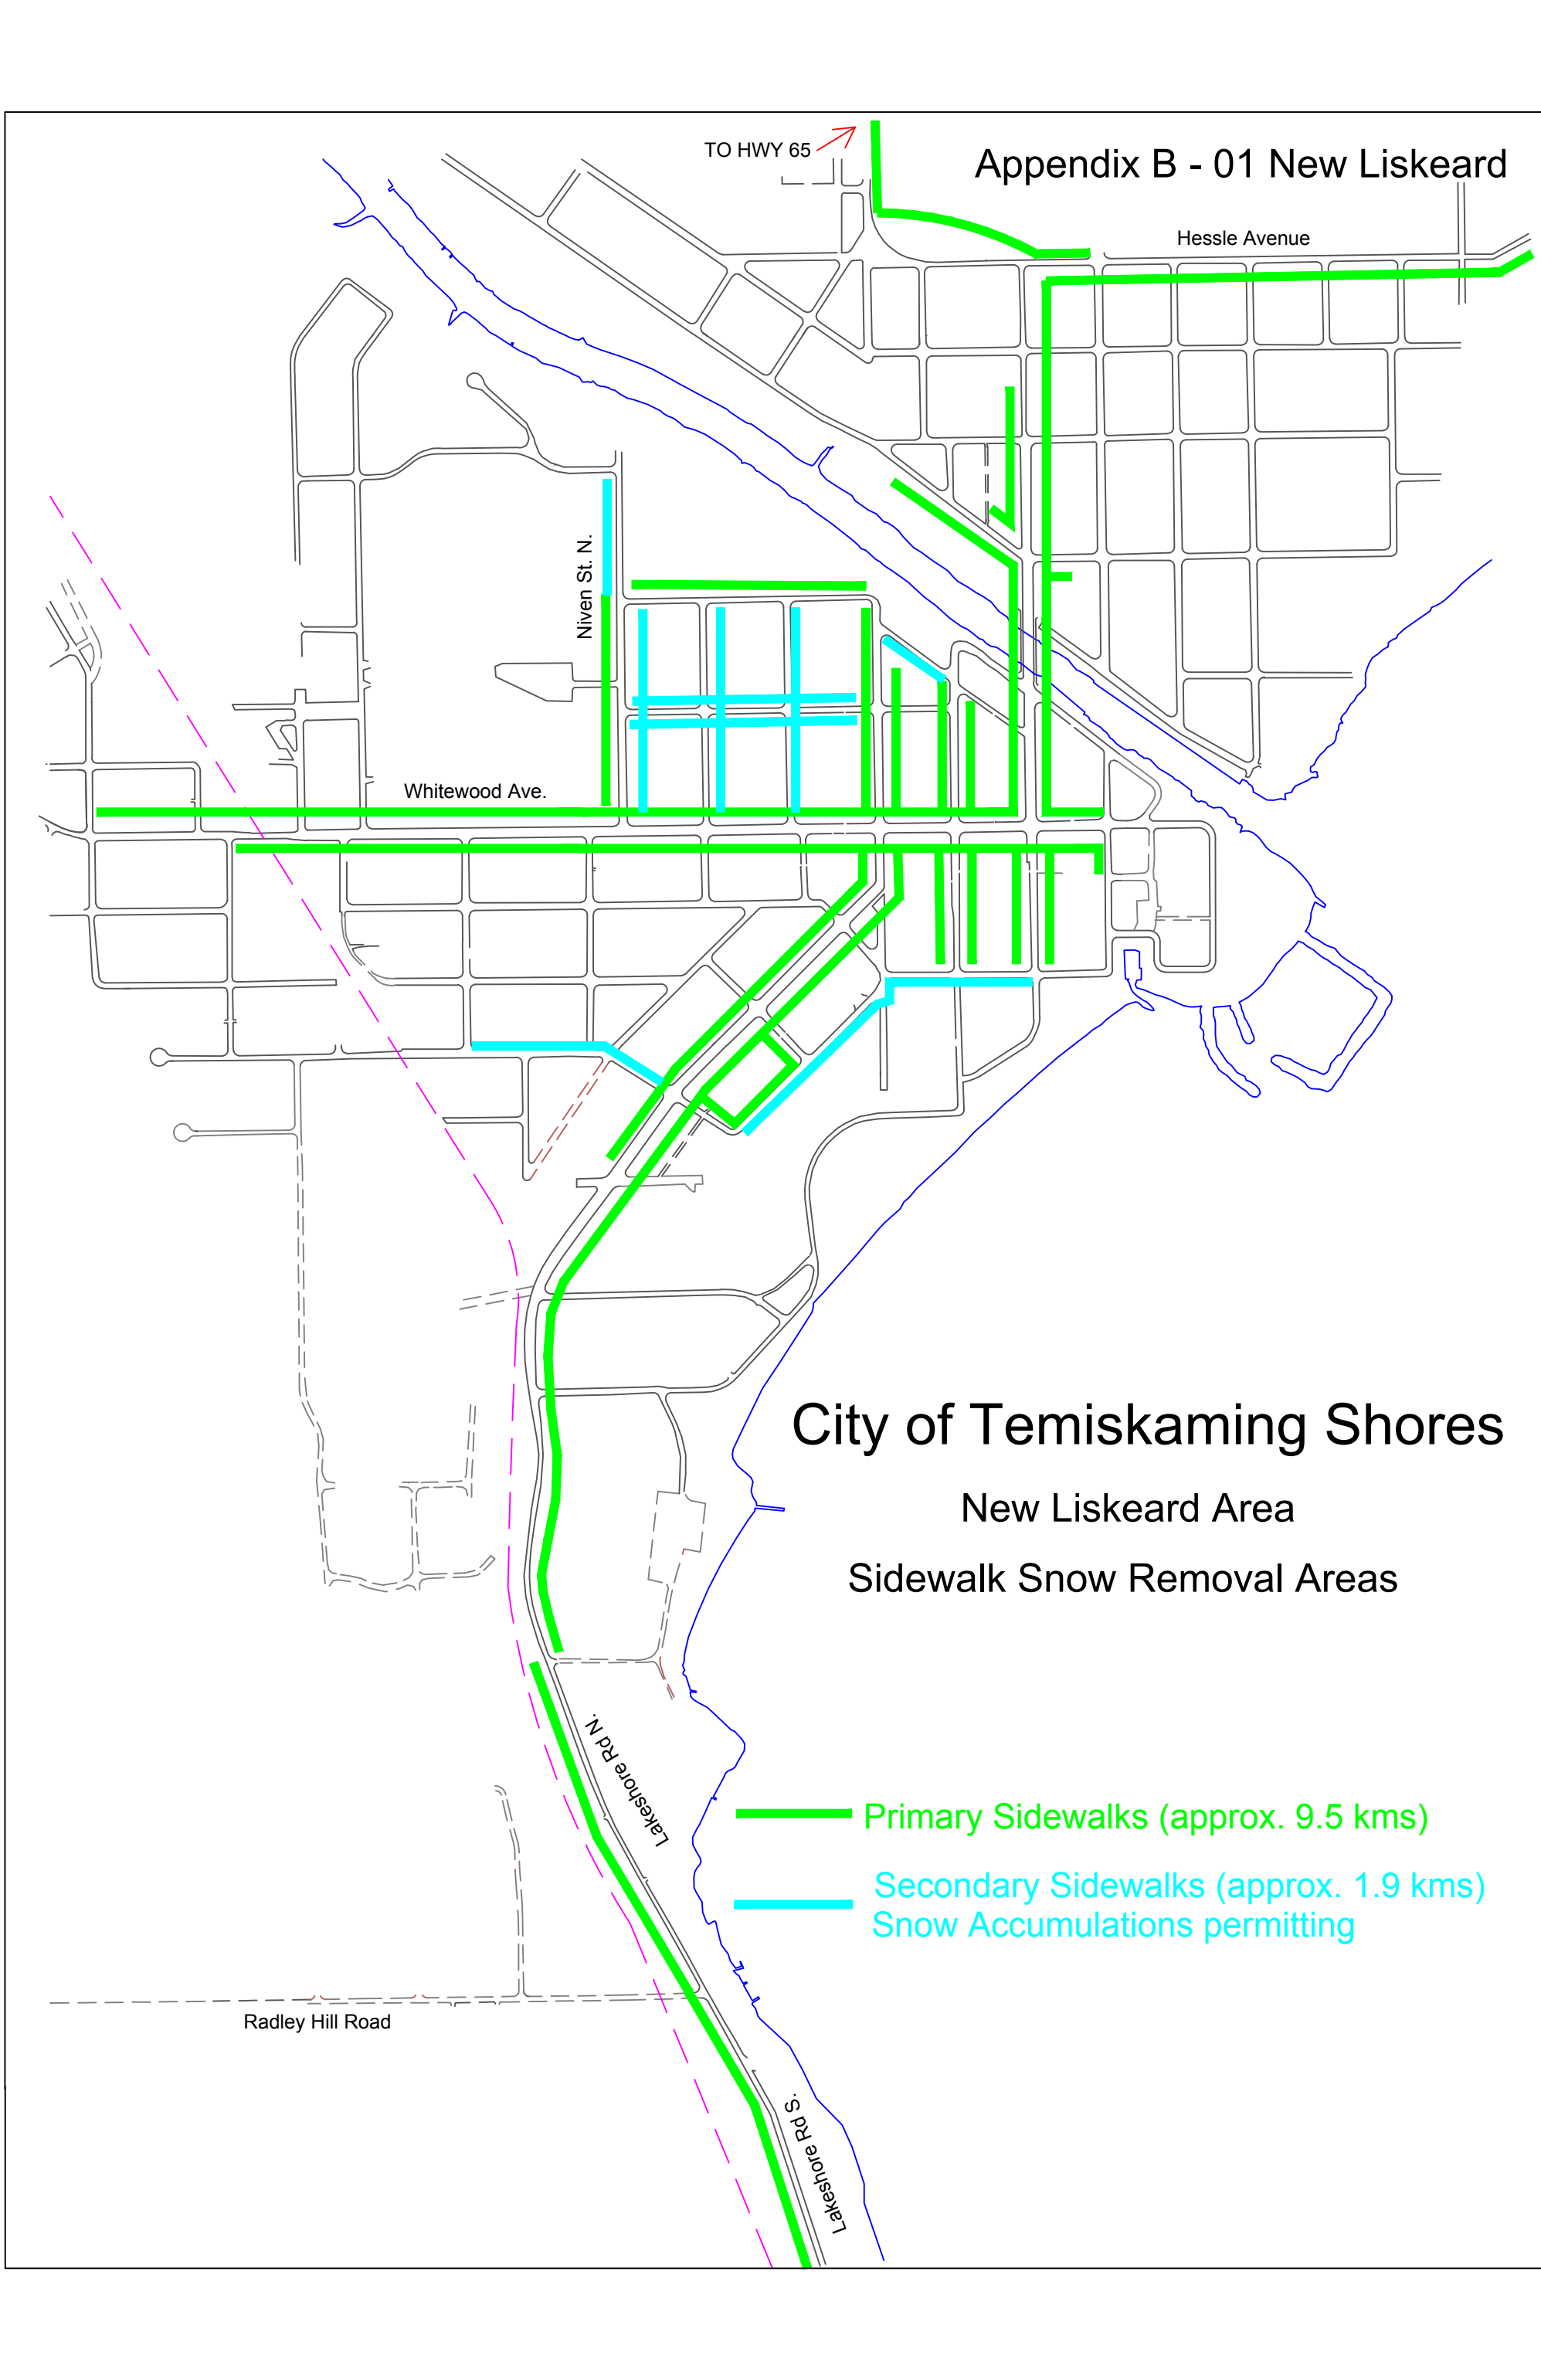 TO HWY 65
Appendix B - 01 New Liskeard
Hessle Avenue
Niven St. N.
Whitewood Ave.
City of Temiskaming Shores
New Liskeard Area
Sidewalk Snow Removal Areas
Lakeshore Rd N.
Primary Sidewalks (approx. 9.5 kms)
Secondary Sidewalks (approx. 1.9 kms)
Snow Accumulations permitting
Radley Hill Road
Lakeshore Rd S.